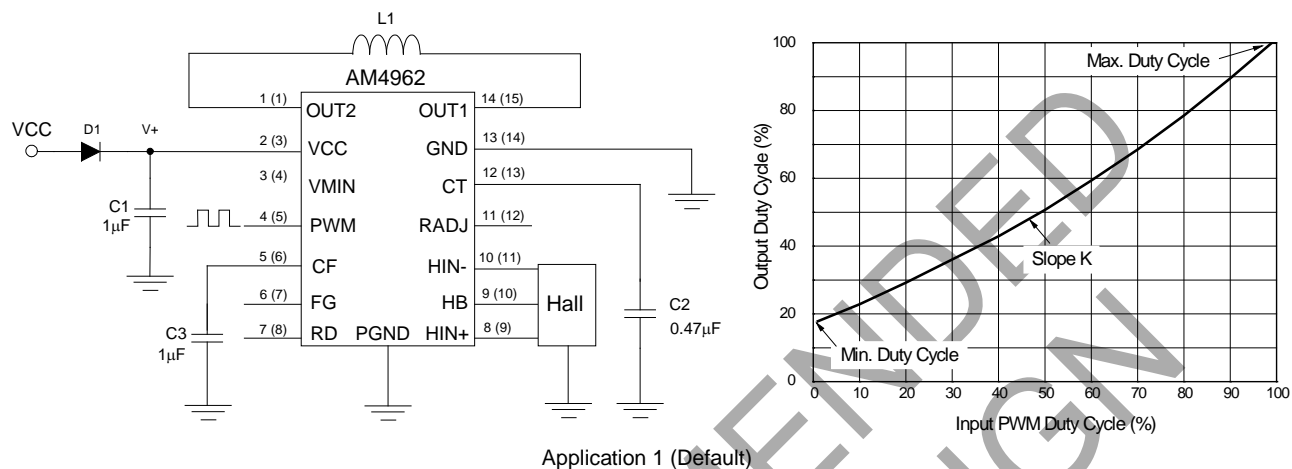 L1
AM4962
1 (1)
OUT2
OUT1
14 (15)
VCC
D1
V+
2 (3)
VCC
GND
13 (14)
3 (4)
VMIN
CT
12 (13)
C1
1µF
4 (5)
PWM
RADJ
11 (12)
5 (6)
CF
HIN-
10 (11)
6 (7)
FG
HB
9 (10)
Hall
C2
0.47µF
C3
1µF
7 (8)
RD
PGND
HIN+
8 (9)
Output Duty Cycle (%)
100
80
60
40
20
0
Max. Duty Cycle
Slope K
Min. Duty Cycle
0 10 20 30 40 50 60 70 80 90 100
Input PWM Duty Cycle (%)
Application 1 (Default)